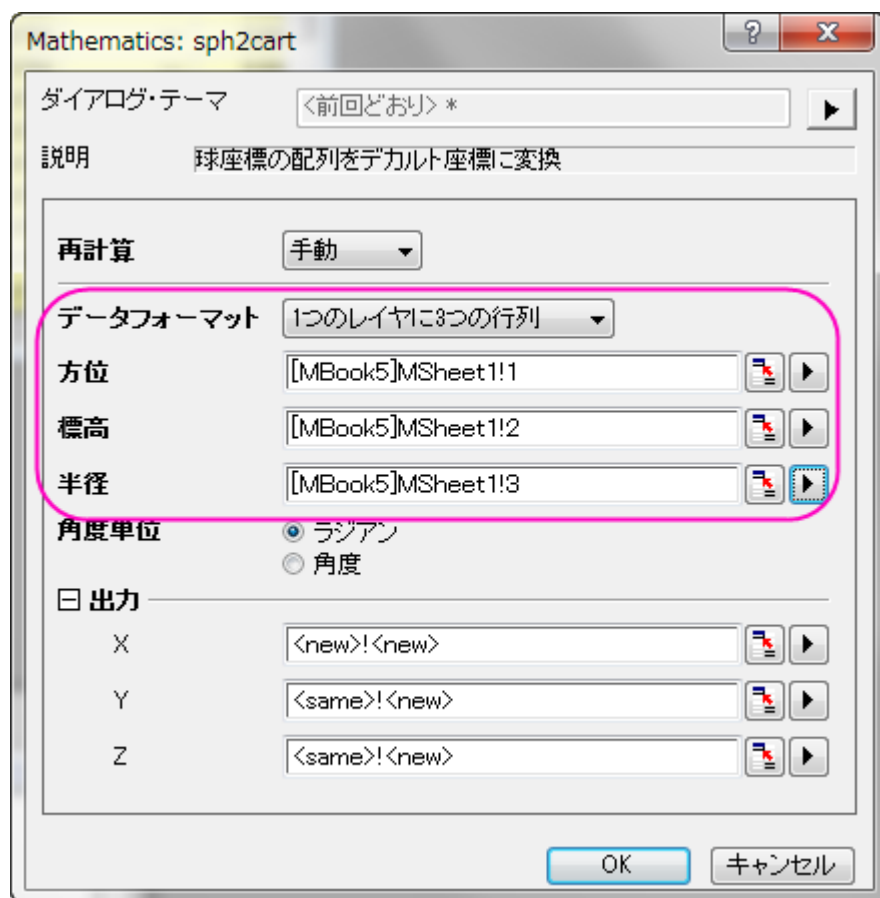 Mathematics: sph2cart
ダイアログ・テーマ <前回どおり> *
説明 球座標の配列をデカルト座標に変換
再計算 手動
データフォーマット 1つのレイヤに3つの行列
方位 [MBook5]MSheet1!1
標高 [MBook5]MSheet1!2
半径 [MBook5]MSheet1!3
角度単位 ラジアン
角度
出力
X <new>!<new>
Y <same>!<new>
Z <same>!<new>
OK キャンセル